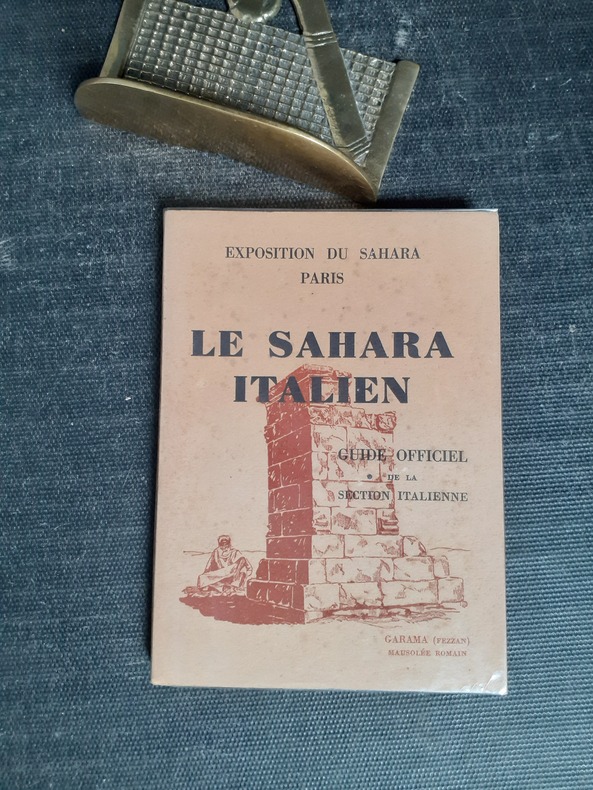 EXPOSITION DU SAHARA
PARIS
LE SAHARA
ITALIEN
GUIDE OFFICIEL
DE LA
SECTION ITALIENNE
GARAMA (FEZZAN)
MAUSOLÉE ROMAIN